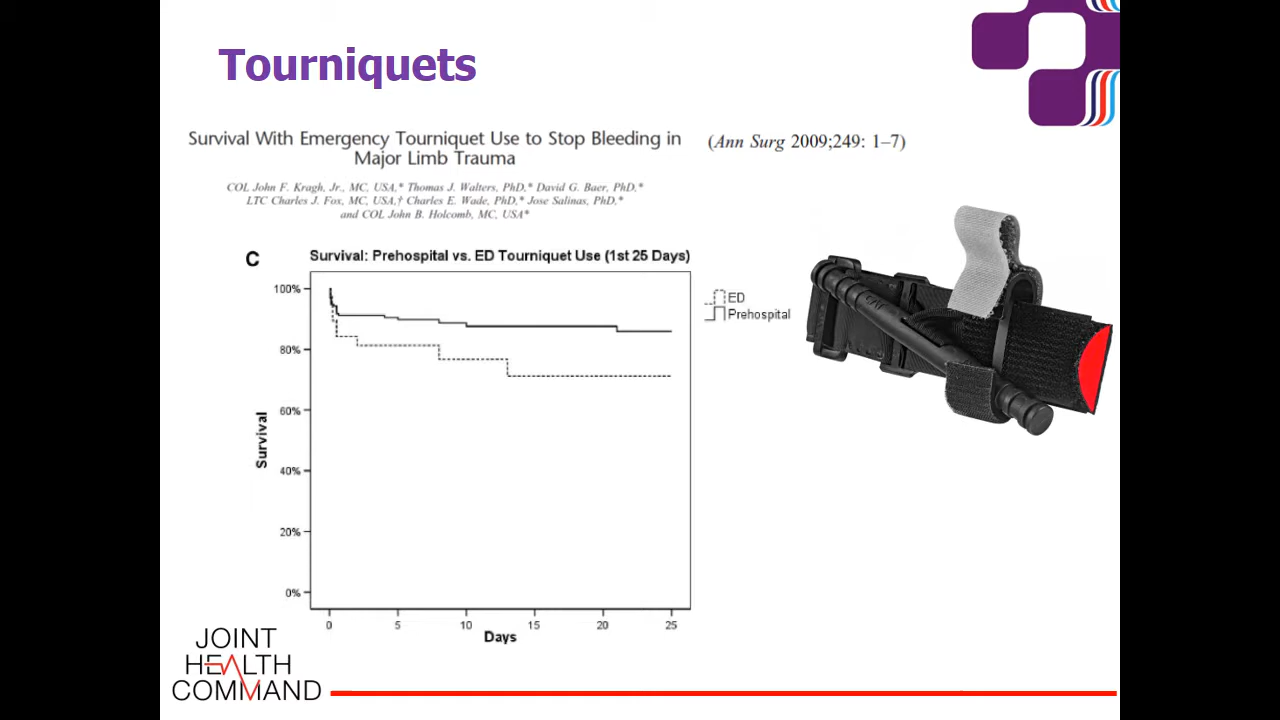 Tourniquets
Survival With Emergency Tourniquet Use to Stop Bleeding in
Major Limb Trauma
(Ann Surg 2009;249: 1–7)
COL John F. Kragh, Jr., MC, USA,* Thomas J. Walters, PhD,* David G. Baer, PhD,*
LTC Charles J. Fox, MC, USA,† Charles E. Wade, PhD,* Jose Salinas, PhD,*
and COL John B. Holcomb, MC, USA*
C
Survival: Prehospital vs. ED Tourniquet Use (1st 25 Days)
100%
80%
60%
40%
20%
0%
Survival
0 5 10 15 20 25
Days
ED
Prehospital
JOINT
HEALTH
COMMAND